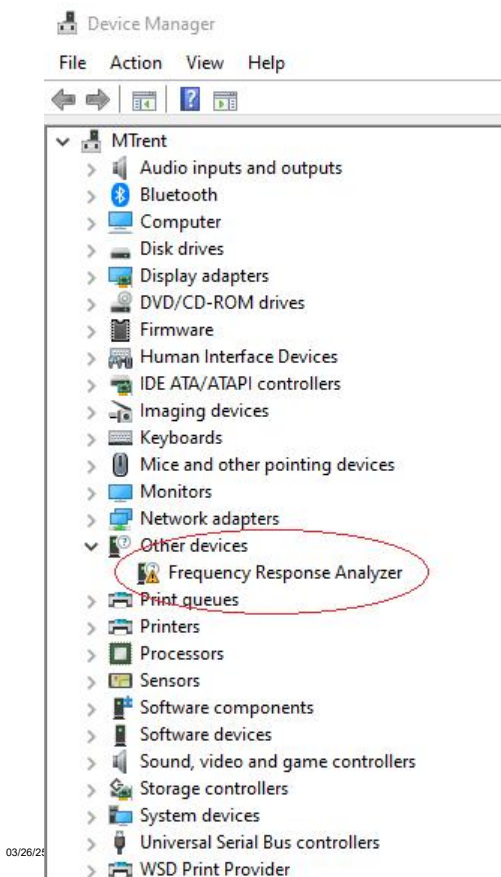 Device Manager
File Action View Help
MTrent
Audio inputs and outputs
Bluetooth
Computer
Disk drives
Display adapters
DVD/CD-ROM drives
Firmware
Human Interface Devices
IDE ATA/ATAPI controllers
Imaging devices
Keyboards
Mice and other pointing devices
Monitors
Network adapters
Other devices
Frequency Response Analyzer
Print queues
Printers
Processors
Sensors
Software components
Software devices
Sound, video and game controllers
Storage controllers
System devices
Universal Serial Bus controllers
03/26/25
WSD Print Provider